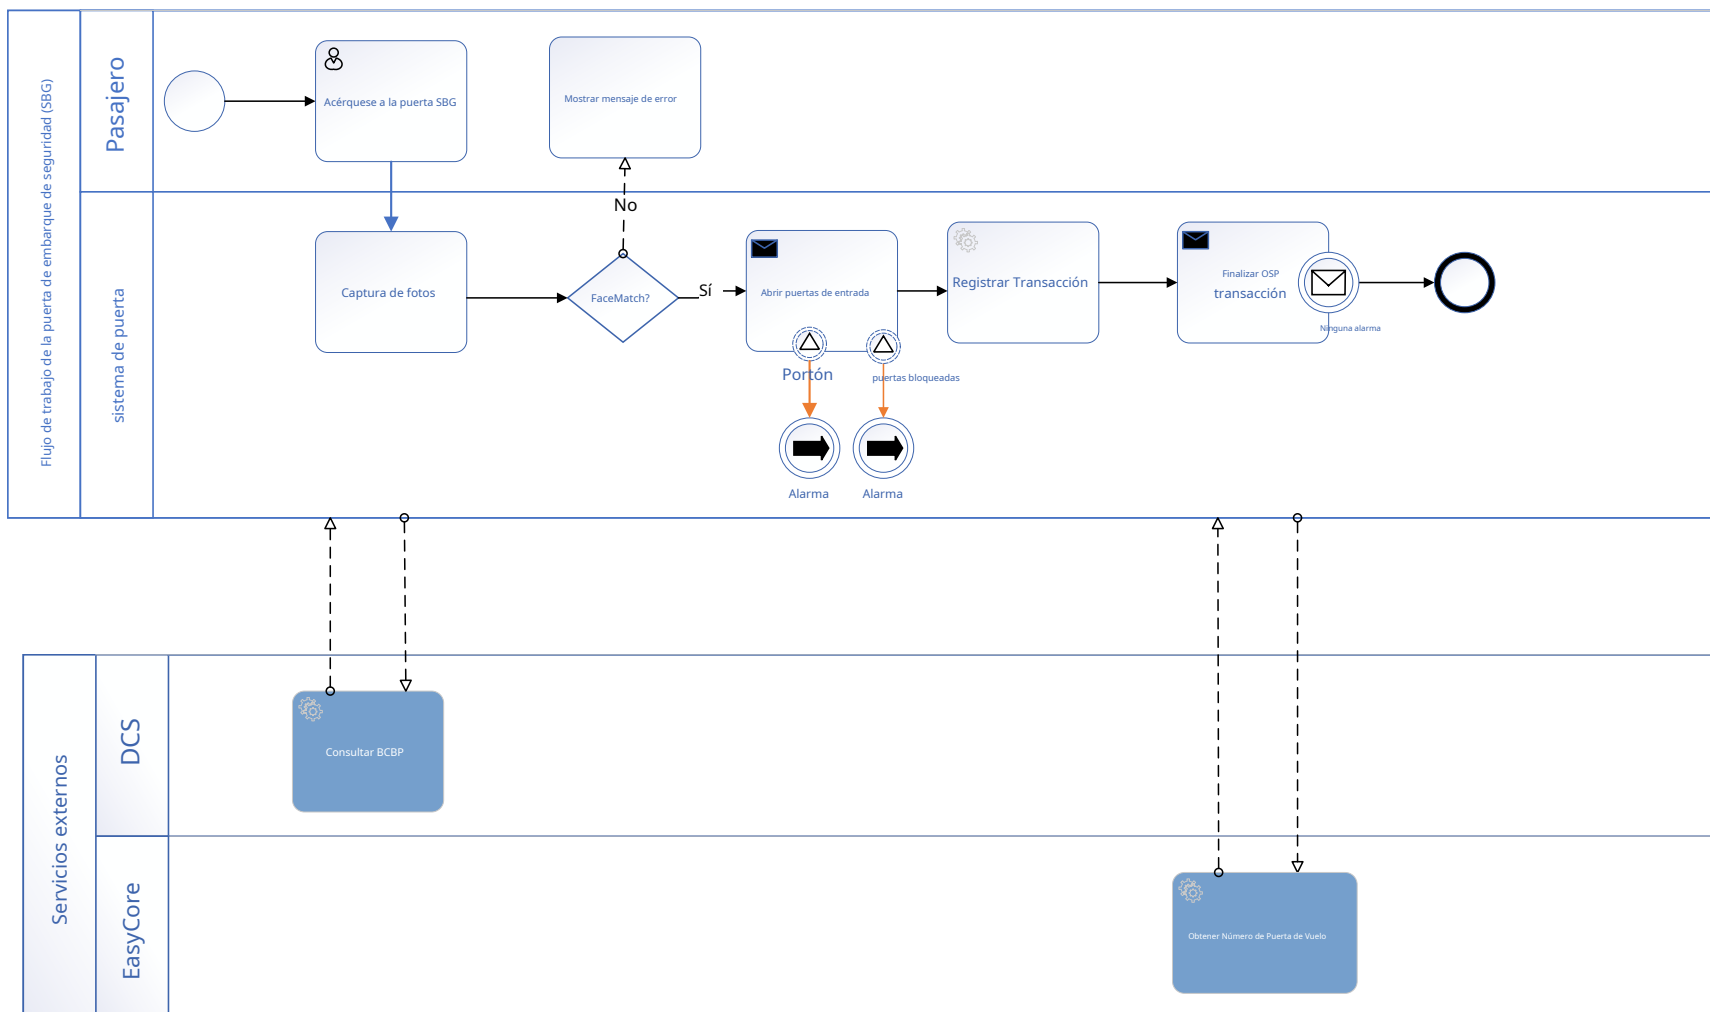 Flujo de trabajo de la puerta de embarque de seguridad (SBG)
Pasajero
Acérquese a la puerta SBG
Mostrar mensaje de error
sistema de puerta
Captura de fotos
No
FaceMatch?
Sí
Abrir puertas de entrada
Portón
puertas bloqueadas
Alarma
Alarma
Registrar Transacción
Finalizar OSP
transacción
Ninguna alarma
Servicios externos
DCS
Consultar BCBP
EasyCore
Obtener Número de Puerta de Vuelo